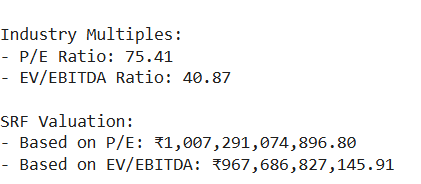 Industry Multiples:
- P/E Ratio: 75.41
- EV/EBITDA Ratio: 40.87
SRF Valuation:
- Based on P/E: ₹1,007,291,074,896.80
- Based on EV/EBITDA: ₹967,686,827,145.91